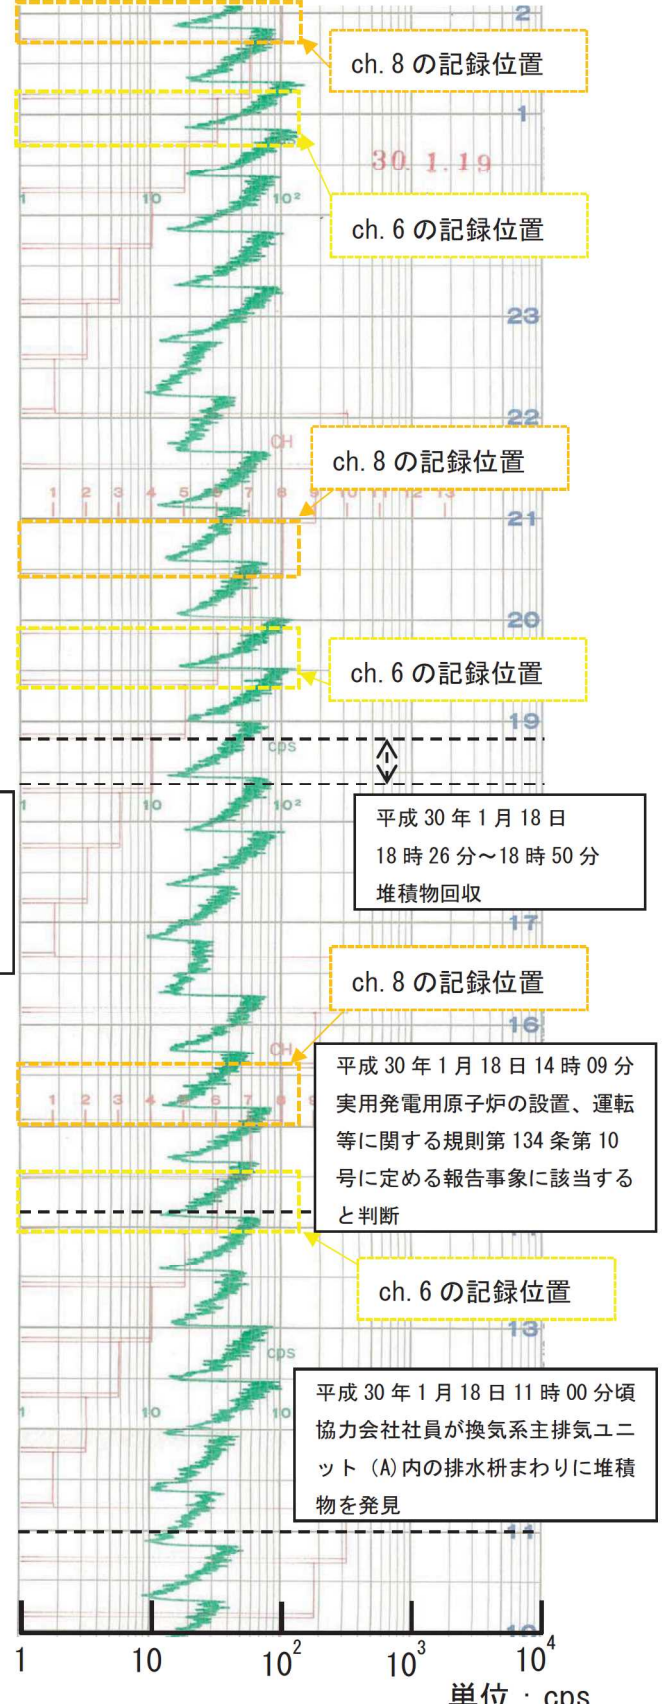 2
ch.8 の記録位置
1
30. 1.19
1 10 10²
ch.6 の記録位置
23
22
CH
ch.8 の記録位置
1 2 3 4 5 6 7 8 9 10 11 12 13
21
20
ch.6 の記録位置
19
cps
1 10 10²
平成 30 年 1 月 18 日
18 時 26 分～18 時 50 分
堆積物回収
17
ch.8 の記録位置
16
CH
1 2 3 4 5 6 7 8
平成 30 年 1 月 18 日 14 時 09 分
実用発電用原子炉の設置、運転
等に関する規則第 134 条第 10
号に定める報告事象に該当する
と判断
ch.6 の記録位置
13
cps
1 10 10
平成 30 年 1 月 18 日 11 時 00 分頃
協力会社社員が換気系主排気ユニ
ット (A)内の排水枡まわりに堆積
物を発見
11
1 10 10² 10³ 10⁴
単位：cps